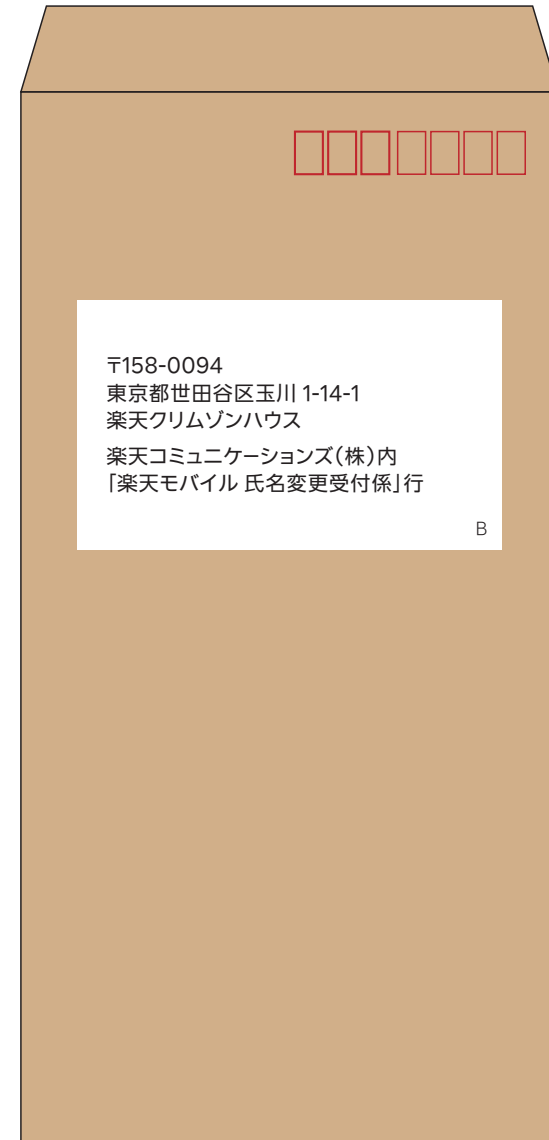 〒158-0094
東京都世田谷区玉川 1-14-1
楽天クリムゾンハウス
楽天コミュニケーションズ(株)内
「楽天モバイル 氏名変更受付係」行
B